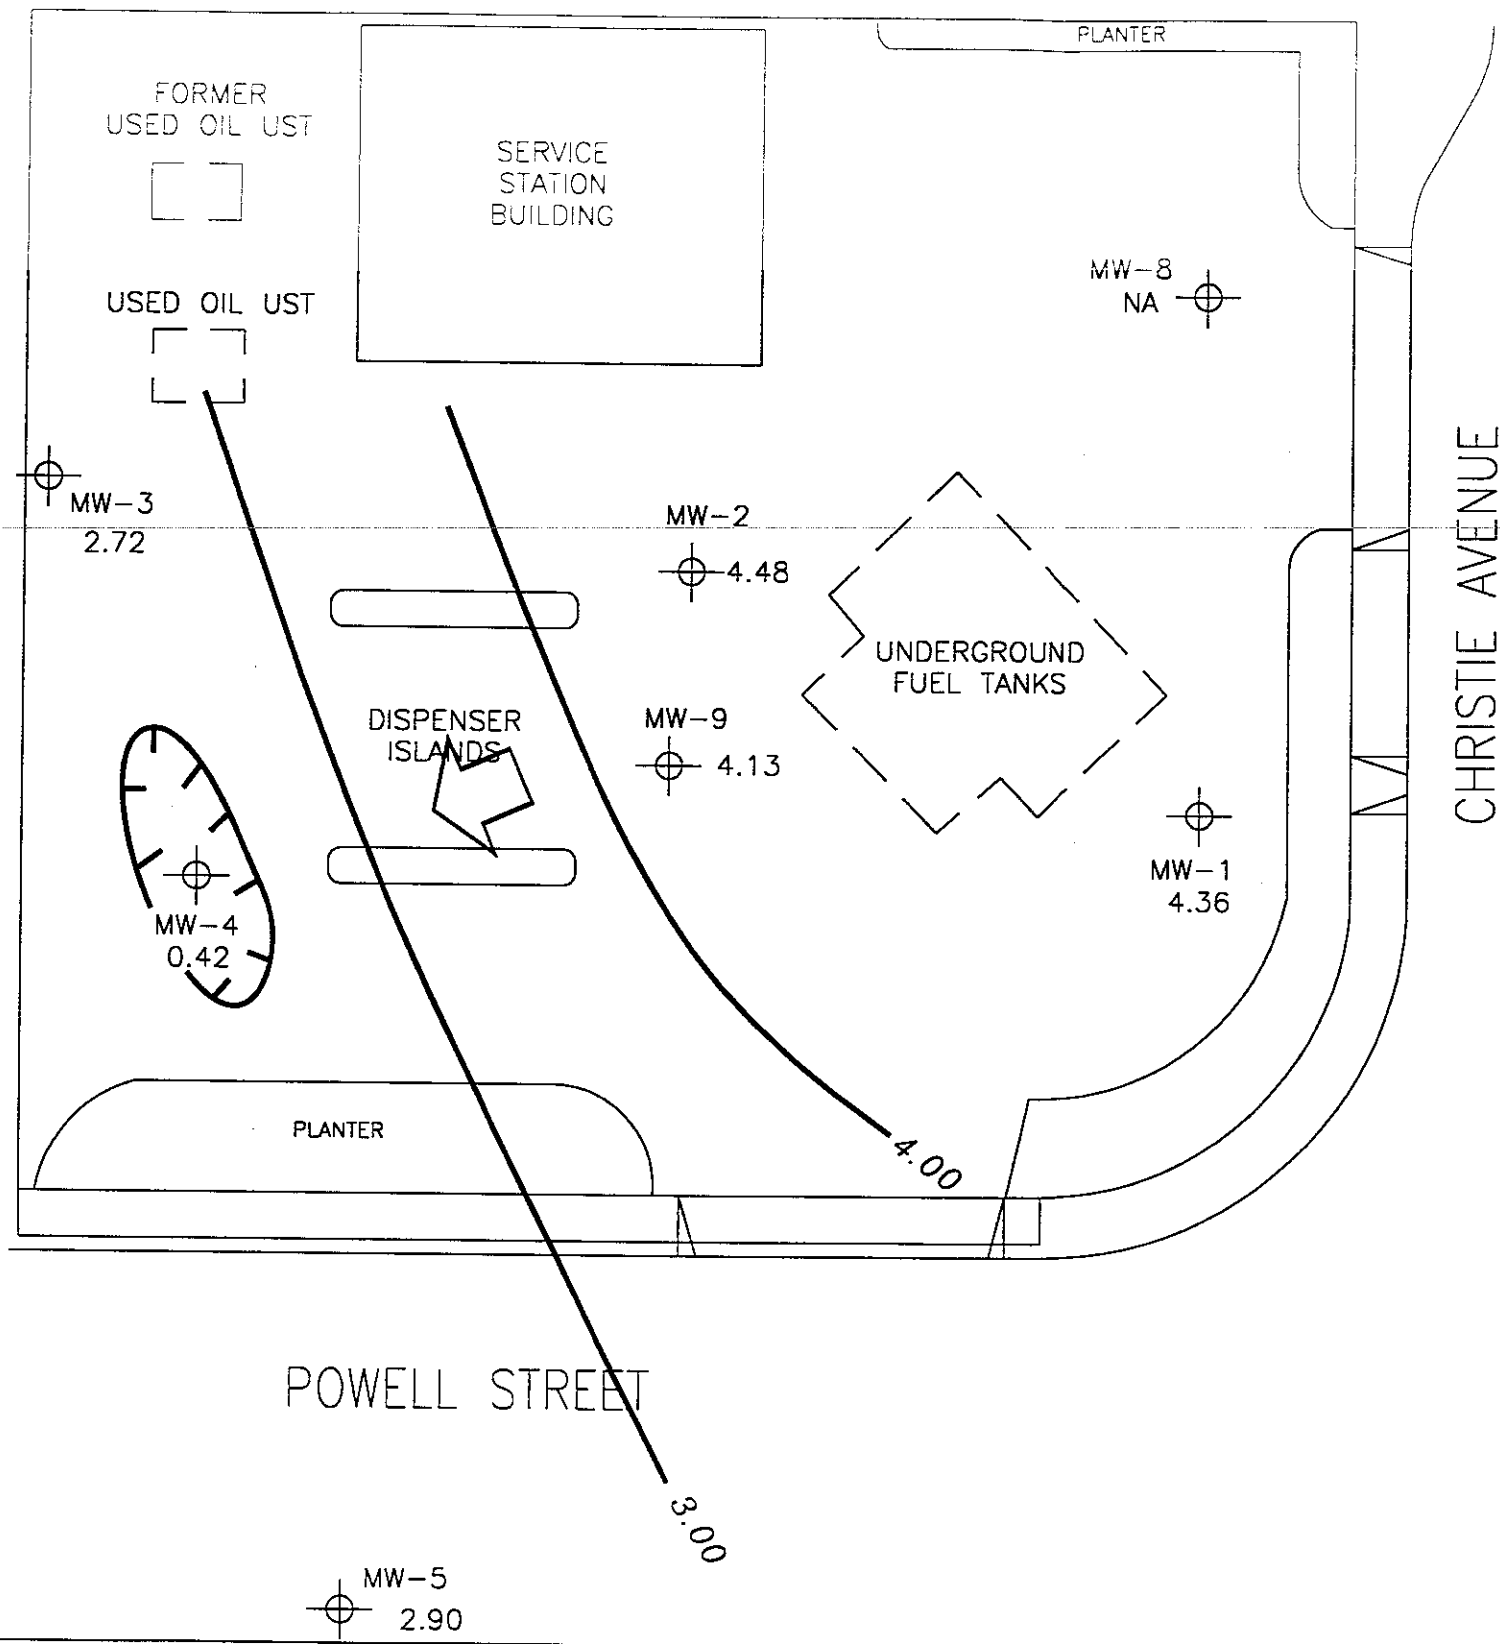 PLANTER
FORMER
USED OIL UST
SERVICE
STATION
BUILDING
MW-8
NA
USED OIL UST
CHRISTIE AVENUE
MW-3
2.72
MW-2
4.48
UNDERGROUND
FUEL TANKS
DISPENSER
ISLANDS
MW-9
4.13
MW-1
4.36
MW-4
0.42
PLANTER
4.00
POWELL STREET
3.00
MW-5
2.90